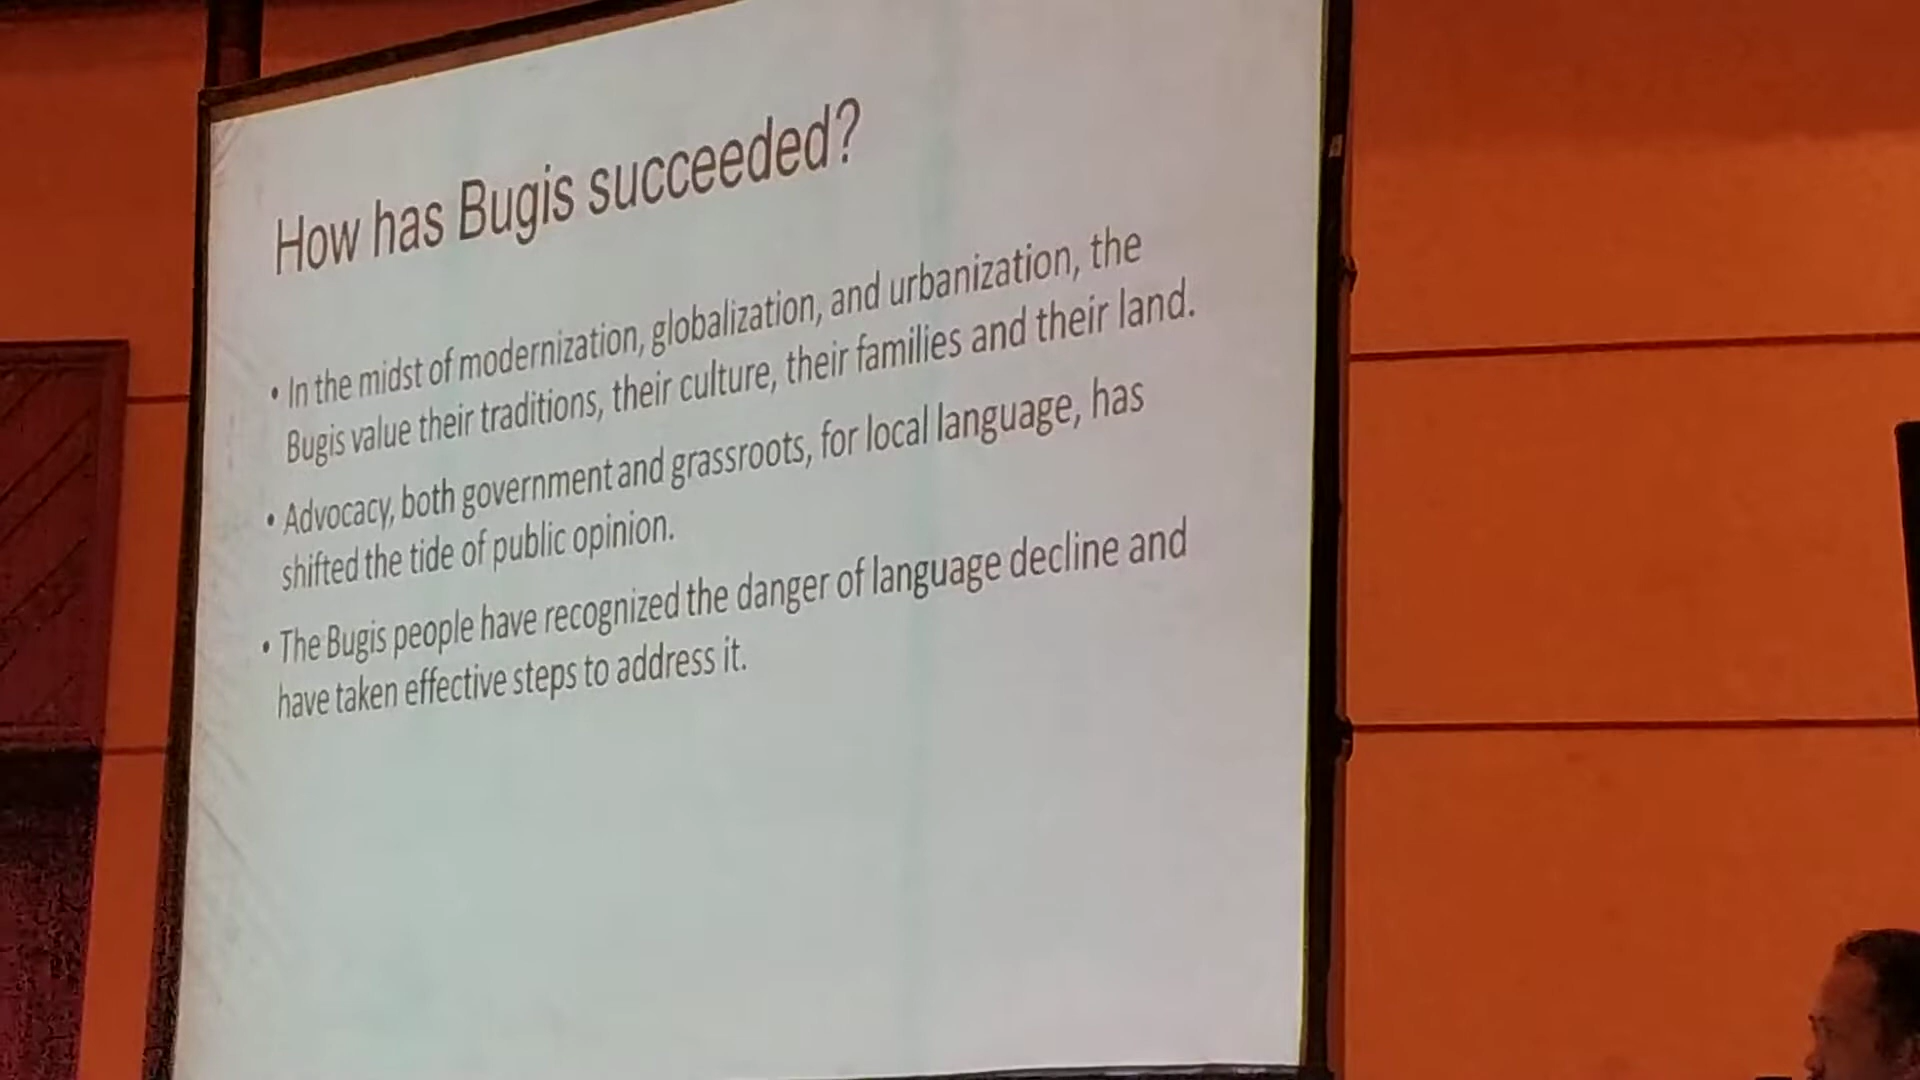 How has Bugis succeeded?
• In the midst of modernization, globalization, and urbanization, the
Bugis value their traditions, their culture, their families and their land.
• Advocacy, both government and grassroots, for local language, has
shifted the tide of public opinion.
• The Bugis people have recognized the danger of language decline and
have taken effective steps to address it.